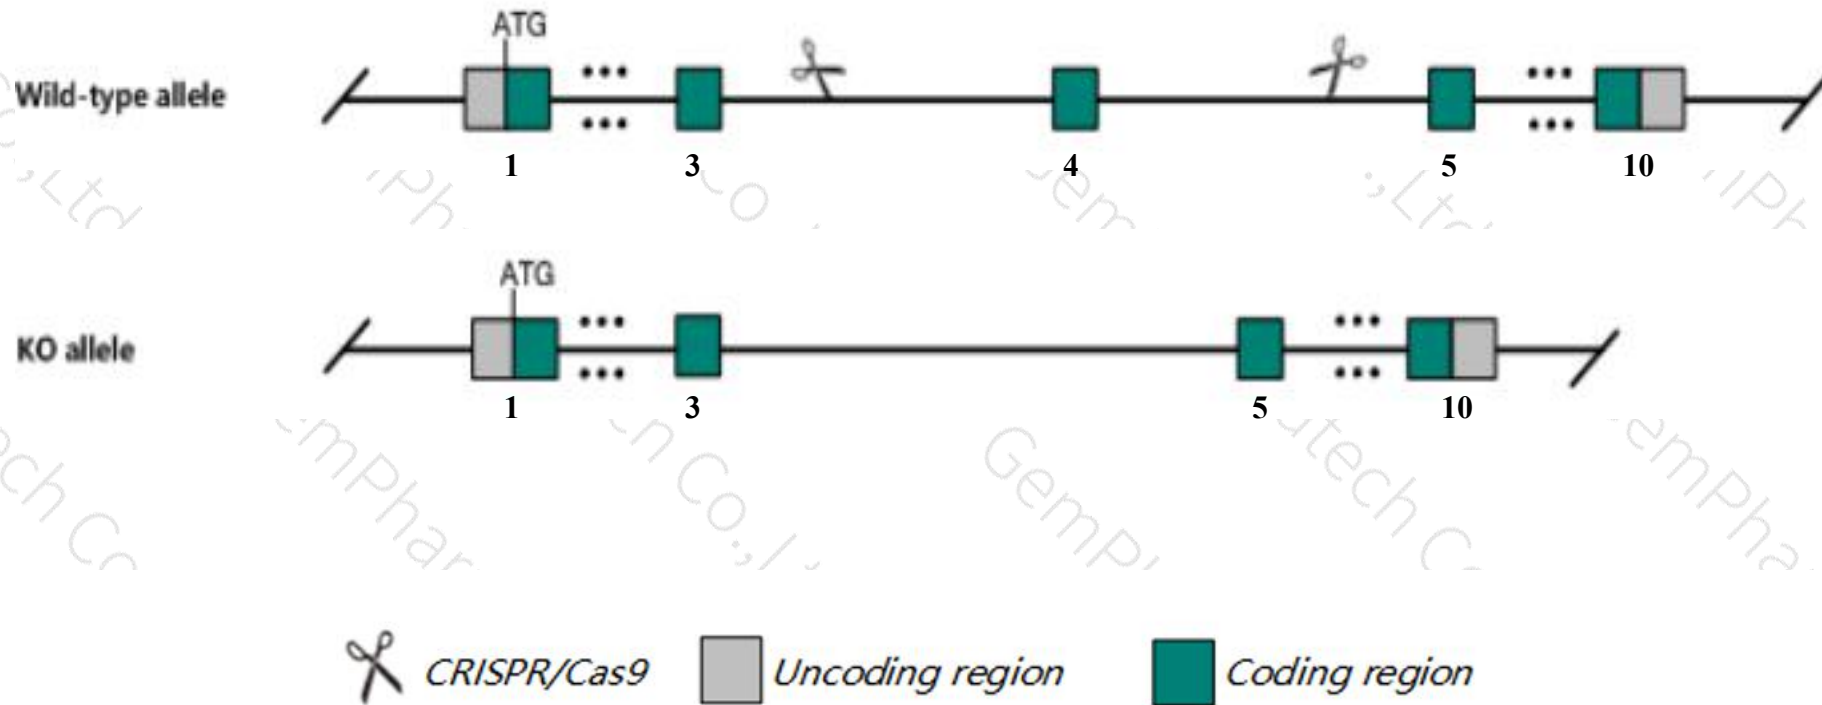 ATG
Wild-type allele
1 3 4 5 10
ATG
KO allele
1 3 5 10
GemPh
CRISPR/Cas9 Uncoding region Coding region